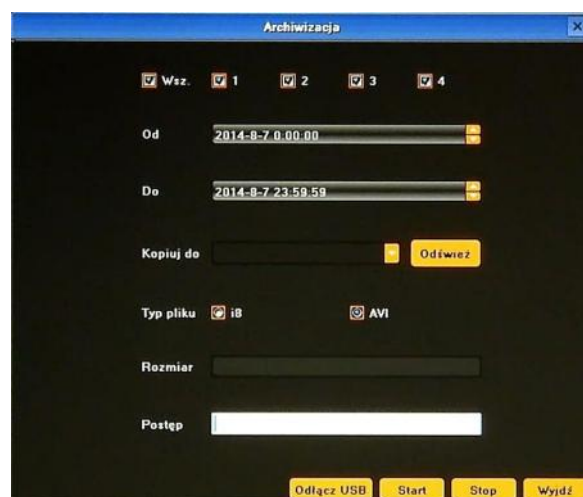 Archiwizacja X
Wsz. 1 2 3 4
Od 2014-8-7 0:00:00
Do 2014-8-7 23:59:59
Kopiuj do Odśwież
Typ pliku i8 AVI
Rozmiar
Postęp
Odłącz USB Start Stop Wyjdź